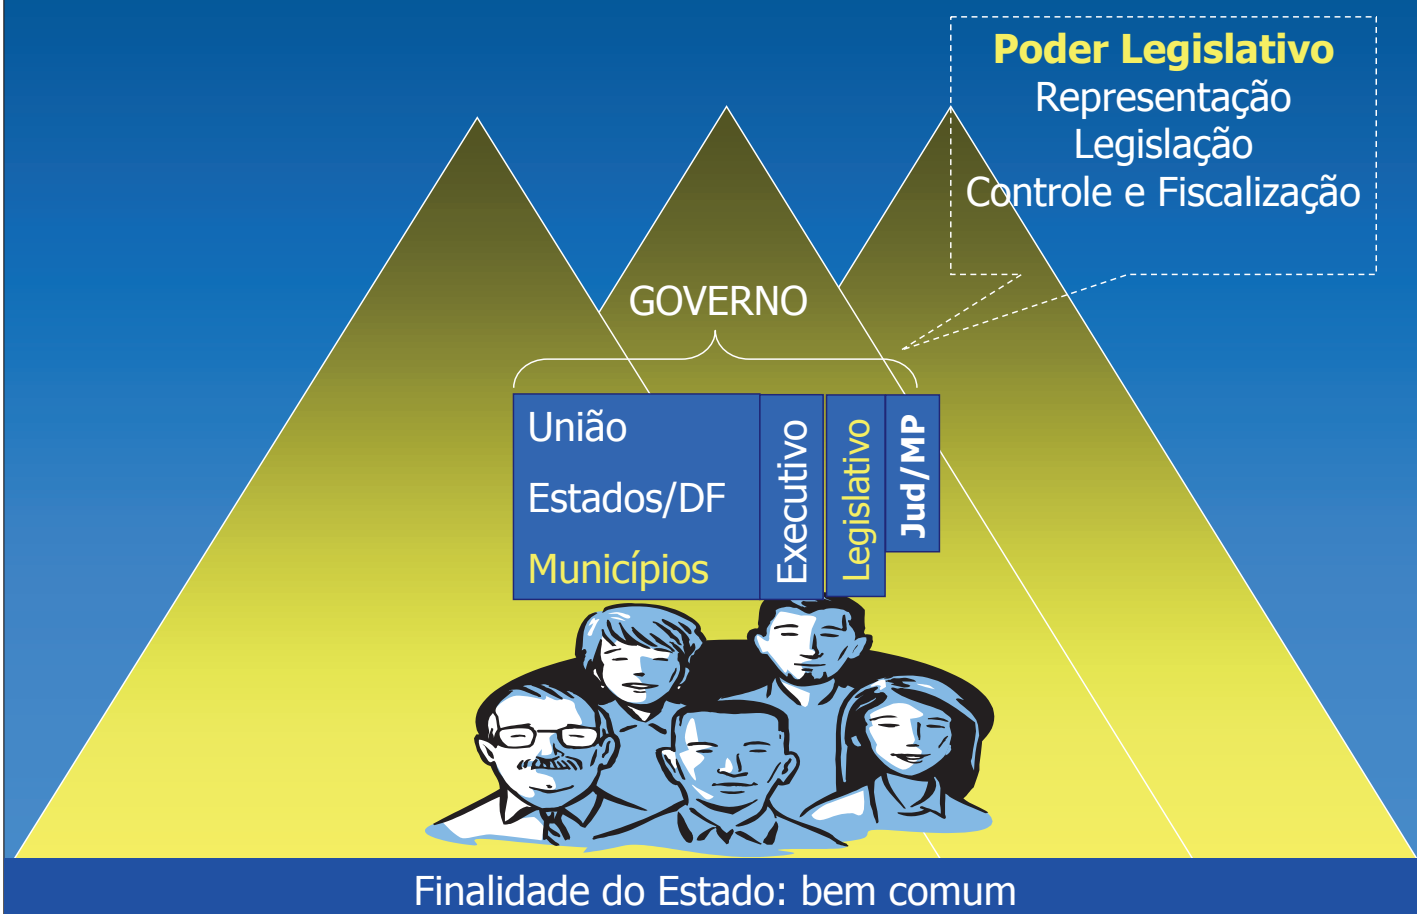 Poder Legislativo
Representação
Legislação
Controle e Fiscalização
GOVERNO
União
Estados/DF
Municípios
Executivo
Legislativo
Jud/MP
Finalidade do Estado: bem comum